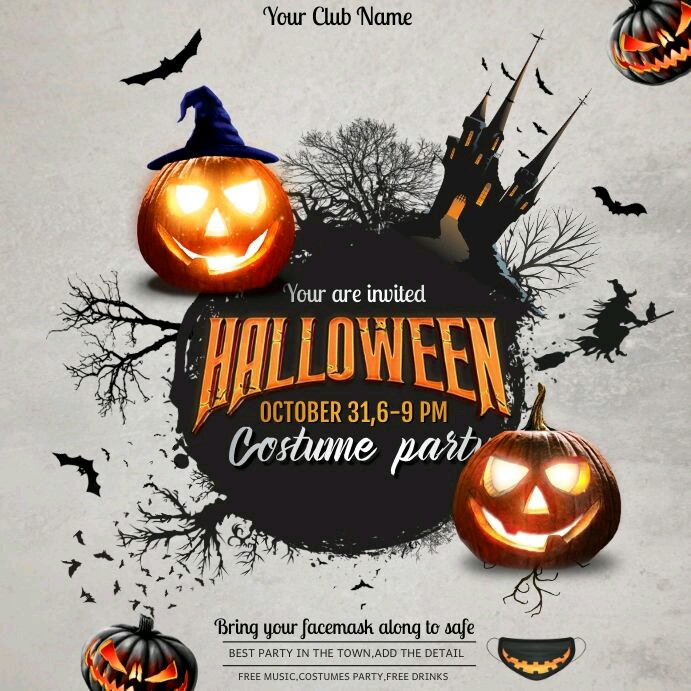 Your Club Name
Your are invited
HALLOWEEN
OCTOBER 31,6-9 PM
Costume party
Bring your facemask along to safe
BEST PARTY IN THE TOWN,ADD THE DETAIL
FREE MUSIC,COSTUMES PARTY,FREE DRINKS